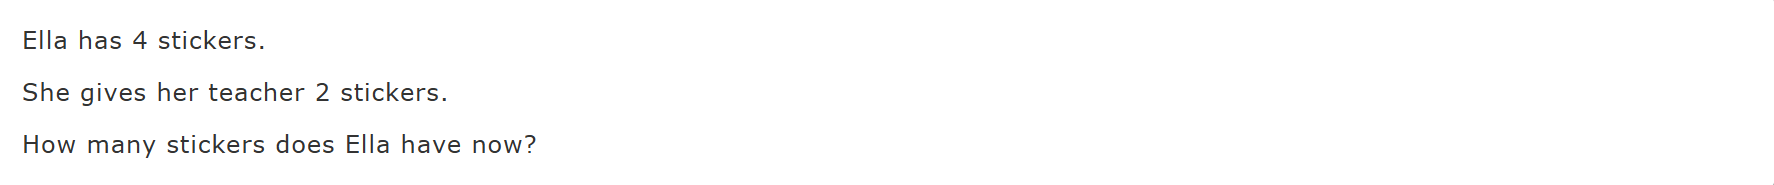 Ella has 4 stickers.
She gives her teacher 2 stickers.
How many stickers does Ella have now?